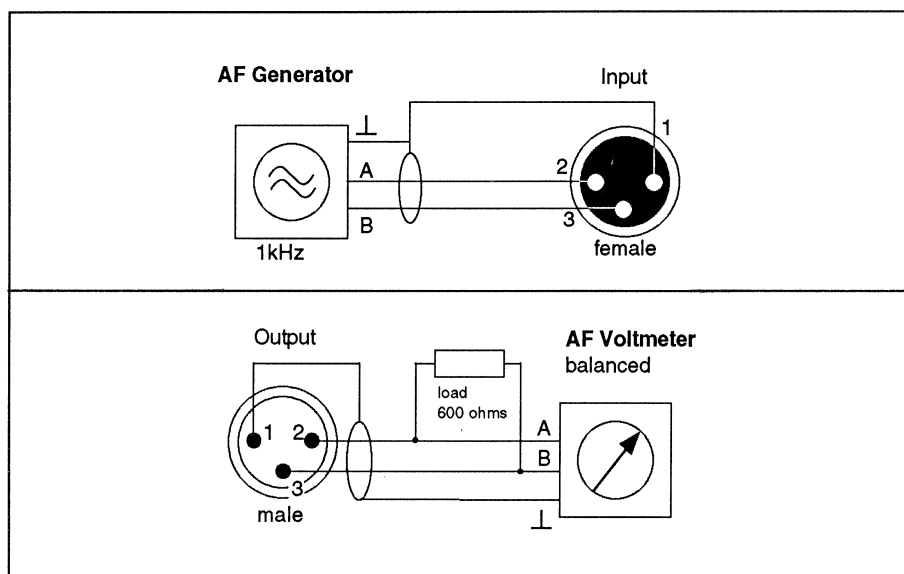 AF Generator
Input
⊥
1
A
2
B
3
1kHz
female
Output
AF Voltmeter
balanced
load
600 ohms
A
1
2
B
3
male
⊥